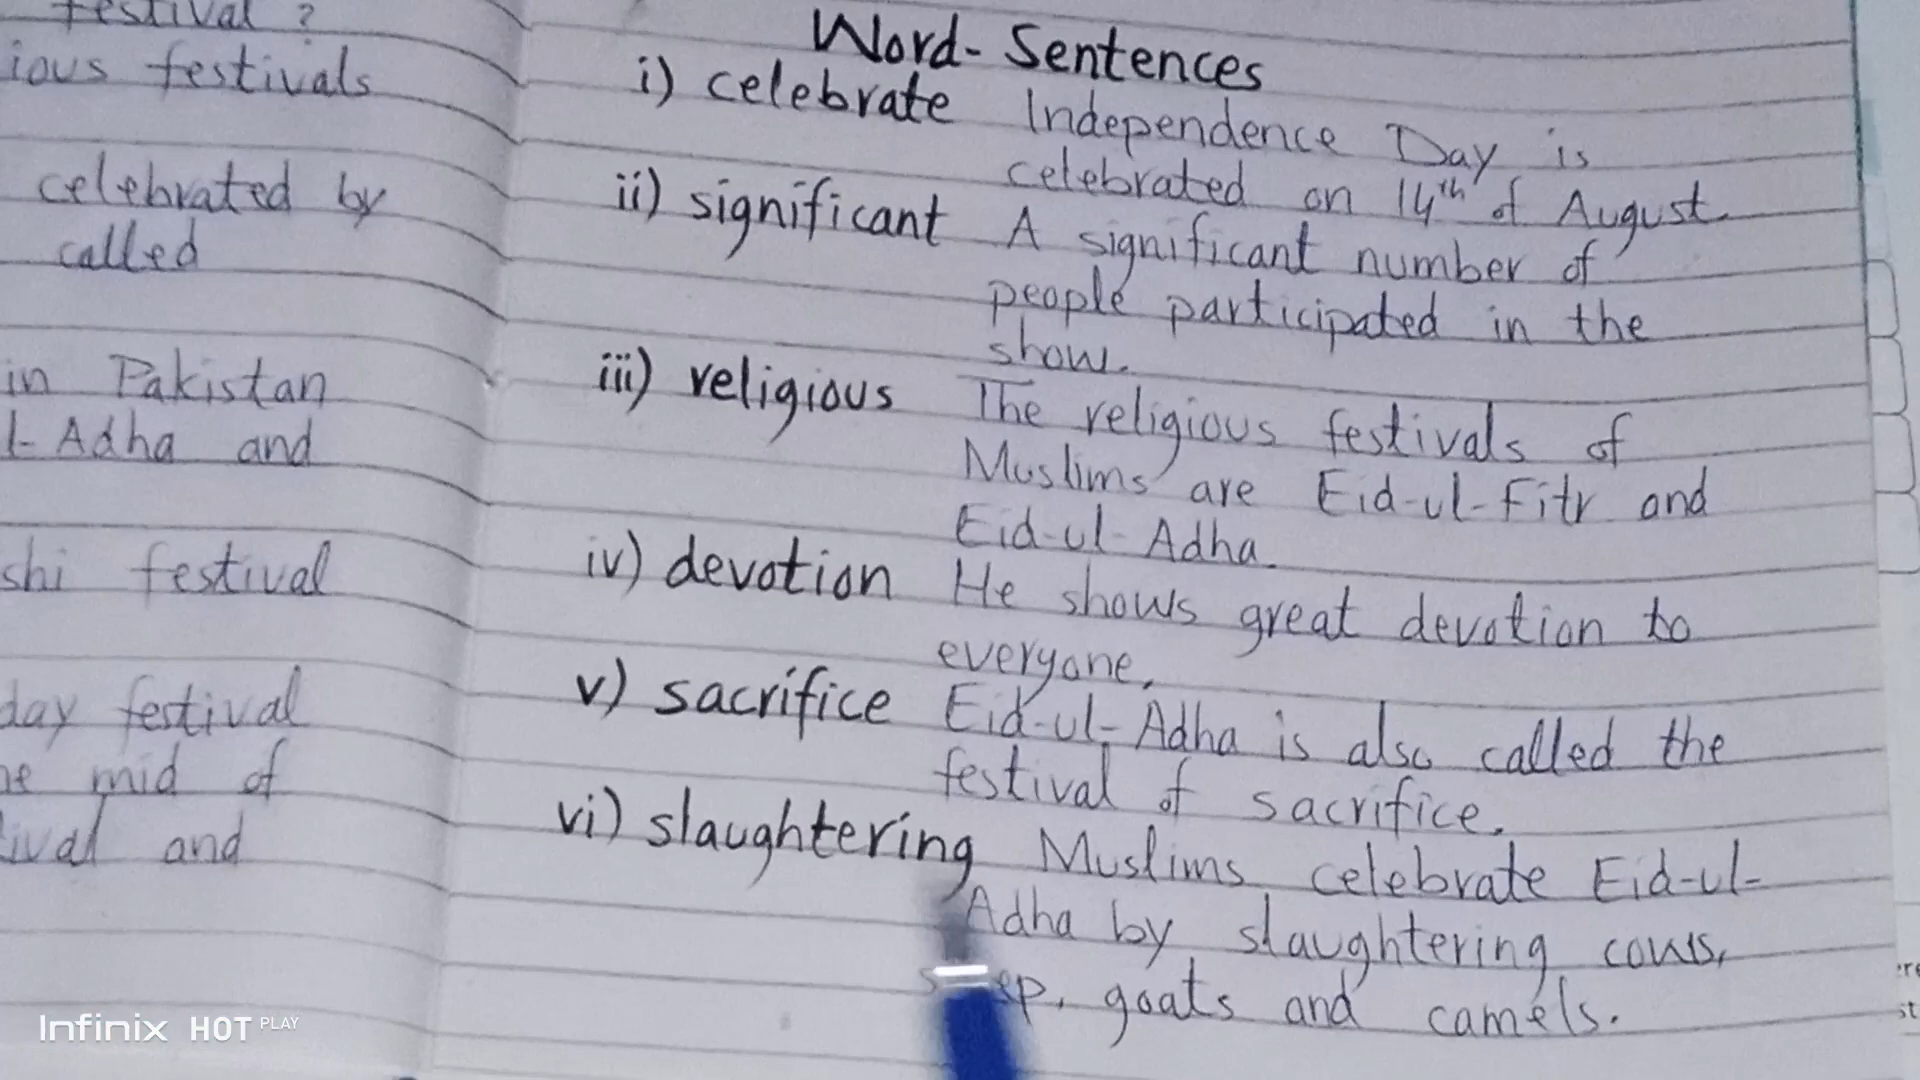 festival ?
ious festivals
celebrated by
called
in Pakistan
l-Adha and
shi festival
day festival
he mid of
ival and
Word-Sentences
i) celebrate Independence Day is
celebrated on 14th of August.
ii) significant A significant number of
people participated in the
show.
iii) religious The religious festivals of
Muslims are Eid-ul-Fitr and
Eid-ul-Adha.
iv) devotion He shows great devotion to
everyone.
v) sacrifice Eid-ul-Adha is also called the
festival of sacrifice.
vi) slaughtering Muslims celebrate Eid-ul-
Adha by slaughtering cows,
goats and camels.
Infinix HOT PLAY